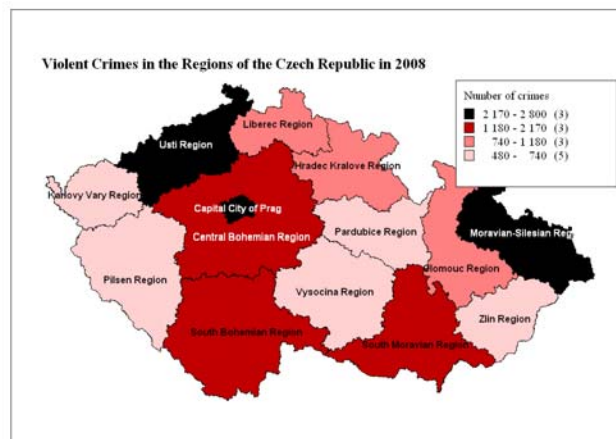 Violent Crimes in the Regions of the Czech Republic in 2008
Number of crimes
2 170 - 2 800 (3)
1 180 - 2 170 (3)
740 - 1 180 (3)
480 - 740 (5)
Usti Region
Liberec Region
Hradec Kralove Region
Karlovy Vary Region
Capital City of Prag
Central Bohemian Region
Pardubice Region
Moravian-Silesian Reg
Olomouc Region
Pilsen Region
Vysocina Region
Zlin Region
South Bohemian Region
South Moravian Region